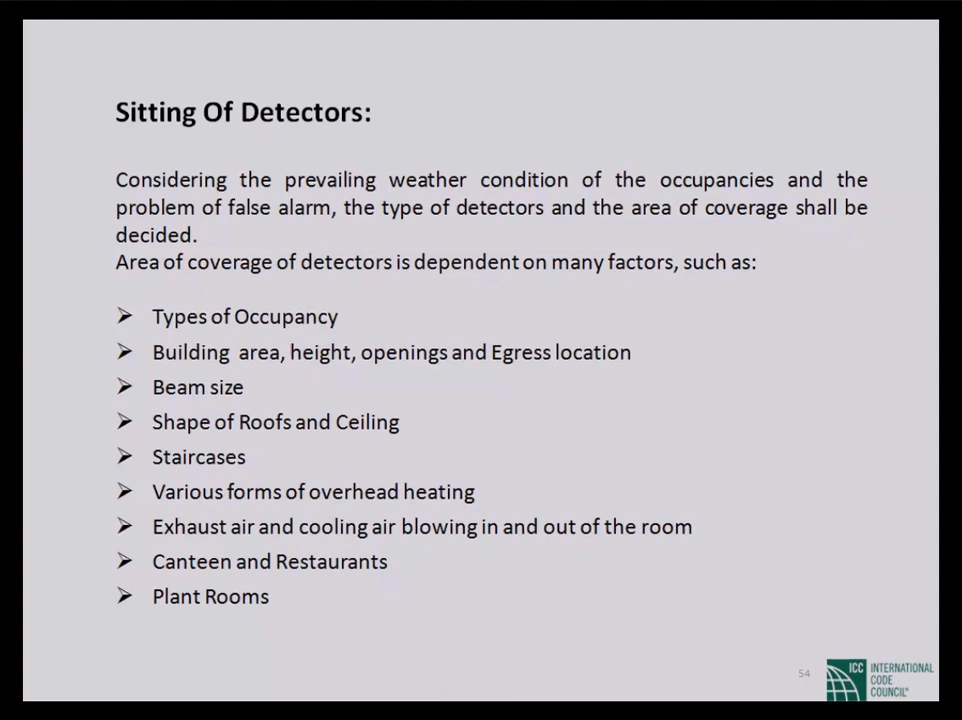 Sitting Of Detectors:
Considering the prevailing weather condition of the occupancies and the
problem of false alarm, the type of detectors and the area of coverage shall be
decided.
Area of coverage of detectors is dependent on many factors, such as:
➤ Types of Occupancy
➤ Building area, height, openings and Egress location
➤ Beam size
➤ Shape of Roofs and Ceiling
➤ Staircases
➤ Various forms of overhead heating
➤ Exhaust air and cooling air blowing in and out of the room
➤ Canteen and Restaurants
➤ Plant Rooms
54
ICC
INTERNATIONAL
CODE
COUNCIL®